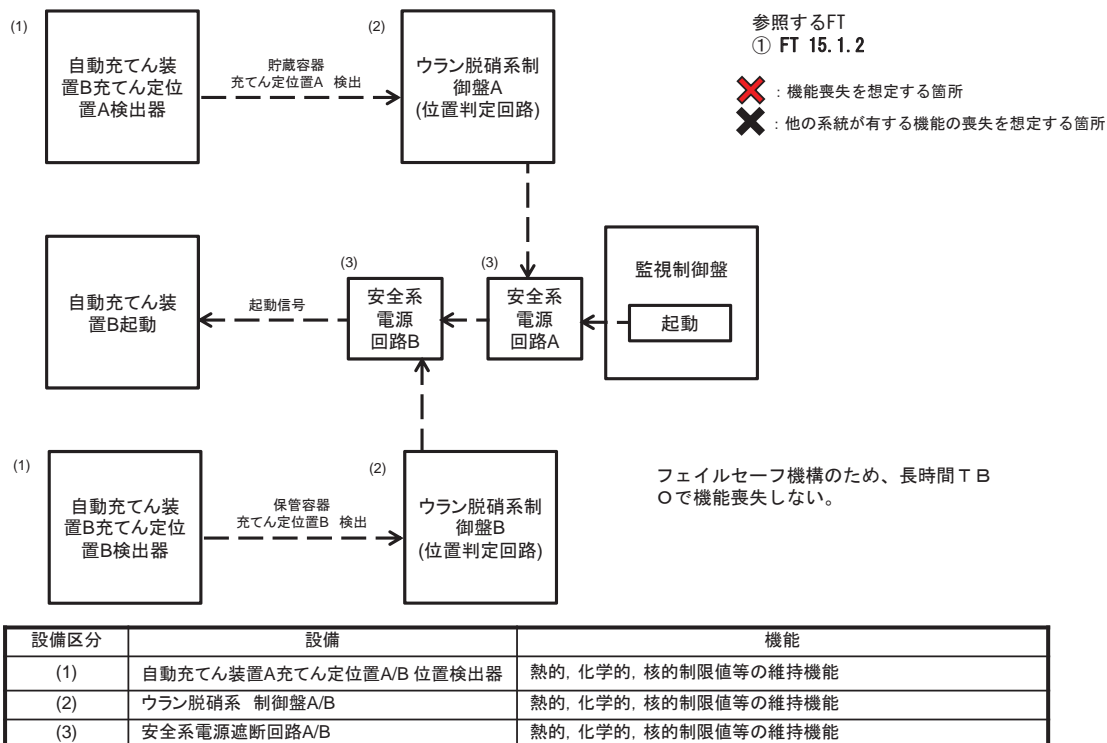 (1)
自動充てん装
置B充てん定位
置A検出器
貯蔵容器
充てん定位置A 検出
(2)
ウラン脱硝系制
御盤A
(位置判定回路)
参照するFT
① FT 15.1.2
:機能喪失を想定する箇所
:他の系統が有する機能の喪失を想定する箇所
自動充てん装
置B起動
起動信号
(3)
安全系
電源
回路B
(3)
安全系
電源
回路A
監視制御盤
起動
(1)
自動充てん装
置B充てん定位
置B検出器
保管容器
充てん定位置B 検出
(2)
ウラン脱硝系制
御盤B
(位置判定回路)
フェイルセーフ機構のため、長時間TB
Oで機能喪失しない。
設備区分 設備 機能
(1) 自動充てん装置A充てん定位置A/B 位置検出器 熱的,化学的,核的制限値等の維持機能
(2) ウラン脱硝系 制御盤A/B 熱的,化学的,核的制限値等の維持機能
(3) 安全系電源遮断回路A/B 熱的,化学的,核的制限値等の維持機能